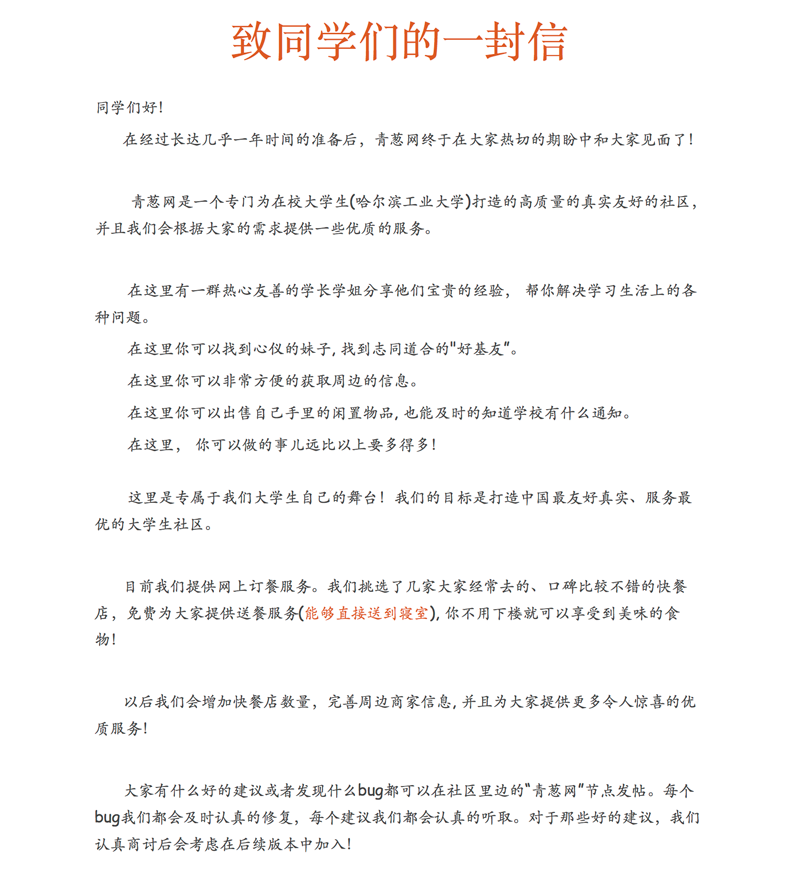 致同学们的一封信
同学们好!
在经过长达几乎一年时间的准备后，青葱网终于在大家热切的期盼中和大家见面了!
青葱网是一个专门为在校大学生(哈尔滨工业大学)打造的高质量的真实友好的社区，
并且我们会根据大家的需求提供一些优质的服务。
在这里有一群热心友善的学长学姐分享他们宝贵的经验， 帮你解决学习生活上的各
种问题。
在这里你可以找到心仪的妹子, 找到志同道合的"好基友”。
在这里你可以非常方便的获取周边的信息。
在这里你可以出售自己手里的闲置物品, 也能及时的知道学校有什么通知。
在这里， 你可以做的事儿远比以上要多得多!
这里是专属于我们大学生自己的舞台! 我们的目标是打造中国最友好真实、服务最
优的大学生社区。
目前我们提供网上订餐服务。我们挑选了几家大家经常去的、口碑比较不错的快餐
店，免费为大家提供送餐服务(能够直接送到寝室), 你不用下楼就可以享受到美味的食
物!
以后我们会增加快餐店数量，完善周边商家信息, 并且为大家提供更多令人惊喜的优
质服务!
大家有什么好的建议或者发现什么bug都可以在社区里边的“青葱网”节点发帖。每个
bug我们都会及时认真的修复，每个建议我们都会认真的听取。对于那些好的建议，我们
认真商讨后会考虑在后续版本中加入!